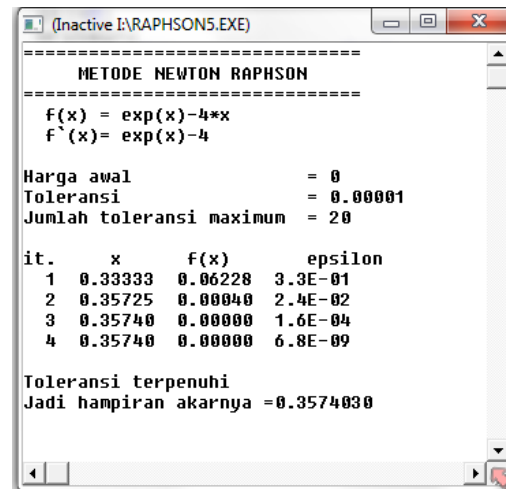 (Inactive I:\RAPHSON5.EXE)
===============================
METODE NEWTON RAPHSON
===============================
f(x) = exp(x)-4*x
f`(x)= exp(x)-4
Harga awal = 0
Toleransi = 0.00001
Jumlah toleransi maximum = 20
it. x f(x) epsilon
1 0.33333 0.06228 3.3E-01
2 0.35725 0.00040 2.4E-02
3 0.35740 0.00000 1.6E-04
4 0.35740 0.00000 6.8E-09
Toleransi terpenuhi
Jadi hampiran akarnya =0.3574030